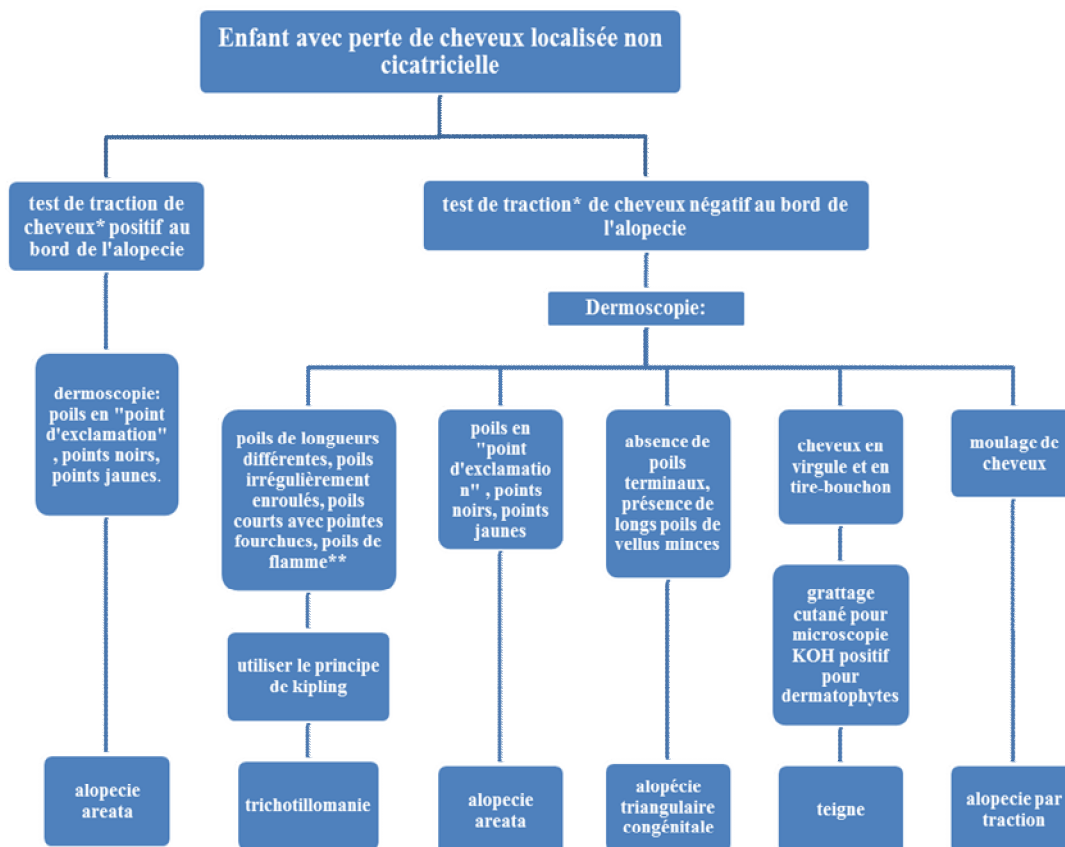 Enfant avec perte de cheveux localisée non
cicatricielle
test de traction de
cheveux* positif au
bord de l'alopecie
test de traction* de cheveux négatif au bord de
l'alopecie
Dermoscopie:
dermoscopie:
poils en "point
d'exclamation"
, points noirs,
points jaunes.
poils de longueurs
différentes, poils
irrégulièrement
enroulés, poils
courts avec pointes
fourchues, poils de
flamme**
poils en
"point
d'exclamatio
n" , points
noirs, points
jaunes
absence de
poils
terminaux,
présence de
longs poils de
vellus minces
cheveux en
virgule et en
tire-bouchon
moulage de
cheveux
utiliser le principe
de kipling
grattage
cutané pour
microscopie
KOH positif
pour
dermatophytes
alopecie
areata
trichotillomanie
alopecie
areata
alopécie
triangulaire
congénitale
teigne
alopecie par
traction